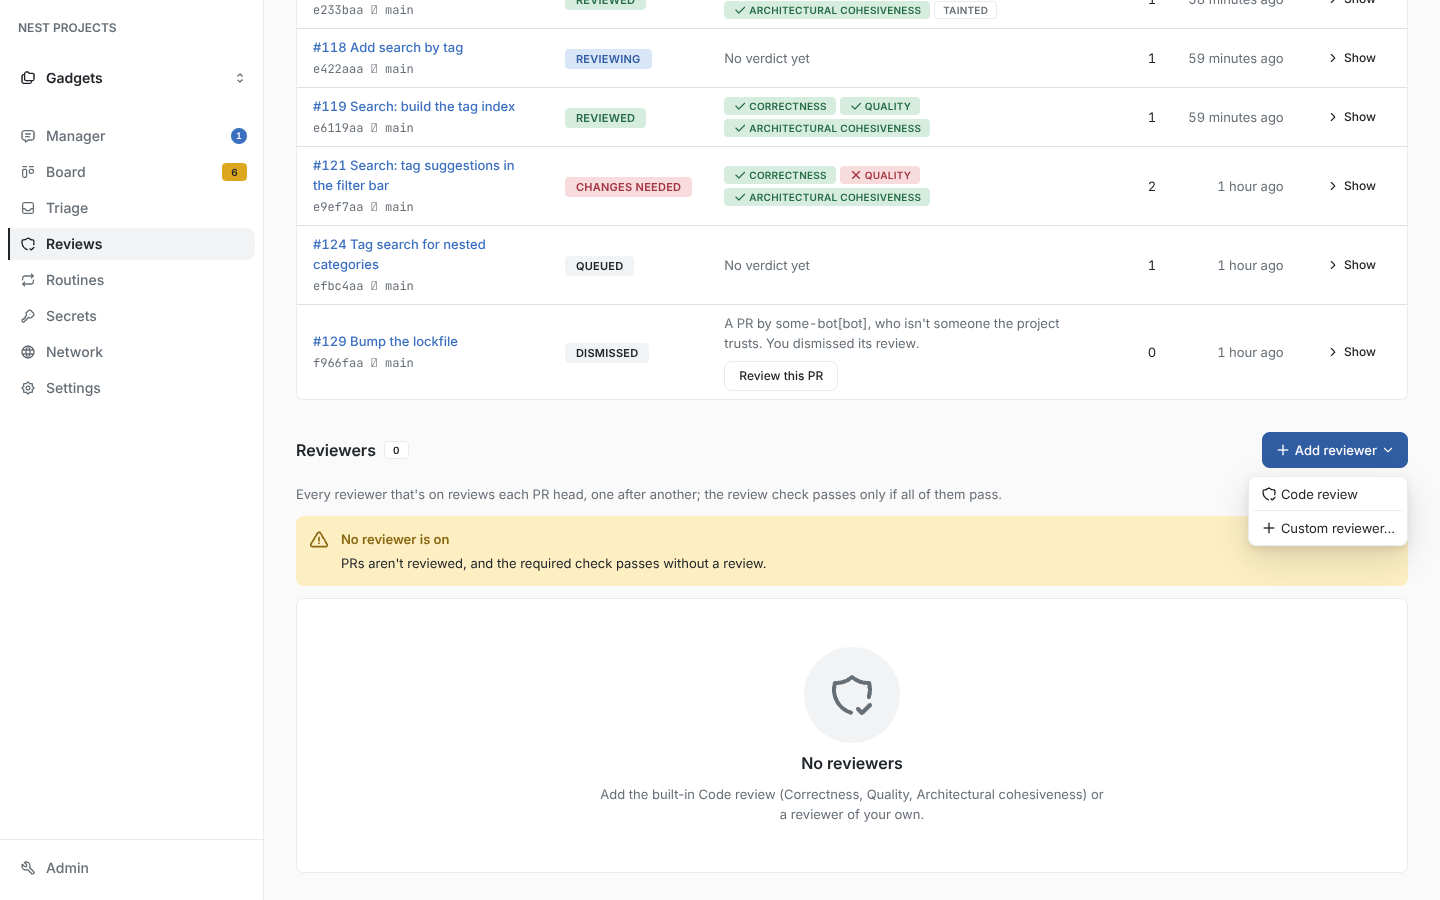 NEST PROJECTS
Gadgets
Manager
1
Board
6
Triage
Reviews
Routines
Secrets
Network
Settings
Admin
e233baa main
REVIEWED
ARCHITECTURAL COHESIVENESS TAINTED
1 58 minutes ago Show
#118 Add search by tag
e422aaa main
REVIEWING
No verdict yet
1 59 minutes ago Show
#119 Search: build the tag index
e6119aa main
REVIEWED
CORRECTNESS QUALITY
ARCHITECTURAL COHESIVENESS
1 59 minutes ago Show
#121 Search: tag suggestions in
the filter bar
e9ef7aa main
CHANGES NEEDED
CORRECTNESS QUALITY
ARCHITECTURAL COHESIVENESS
2 1 hour ago Show
#124 Tag search for nested
categories
efbc4aa main
QUEUED
No verdict yet
1 1 hour ago Show
#129 Bump the lockfile
f966faa main
DISMISSED
A PR by some-bot[bot], who isn't someone the project
trusts. You dismissed its review.
Review this PR
0 1 hour ago Show
Reviewers 0
Add reviewer
Code review
Custom reviewer...
Every reviewer that's on reviews each PR head, one after another; the review check passes only if all of them pass.
No reviewer is on
PRs aren't reviewed, and the required check passes without a review.
No reviewers
Add the built-in Code review (Correctness, Quality, Architectural cohesiveness) or
a reviewer of your own.